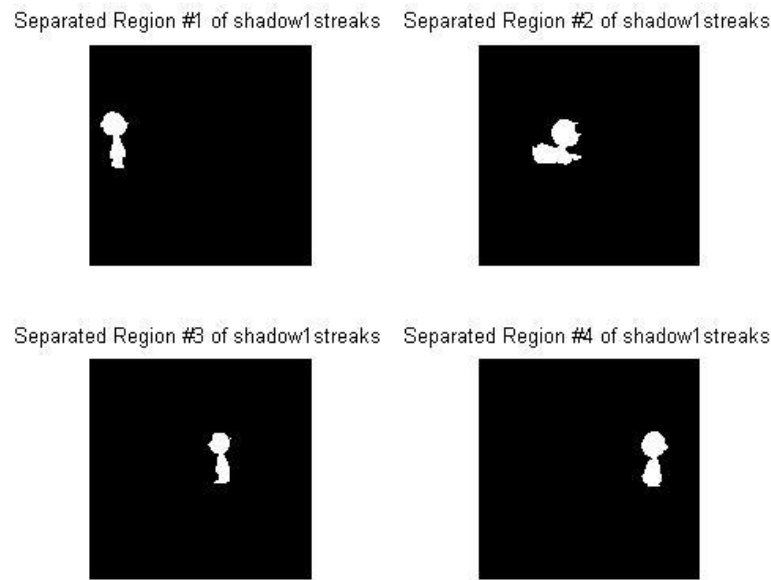 Separated Region #1 of shadow1streaks
Separated Region #2 of shadow1streaks
Separated Region #3 of shadow1streaks
Separated Region #4 of shadow1streaks